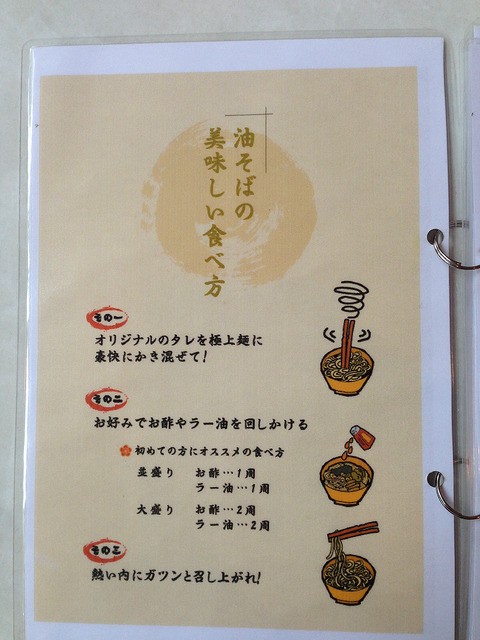 油そばの
美味しい食べ方
その一
オリジナルのタレを極上麺に
豪快にかき混ぜて!
その二
お好みでお酢やラー油を回しかける
初めての方にオススメの食べ方
並盛り お酢…1周
ラー油…1周
大盛り お酢…2周
ラー油…2周
その三
熱い内にガツンと召し上がれ!